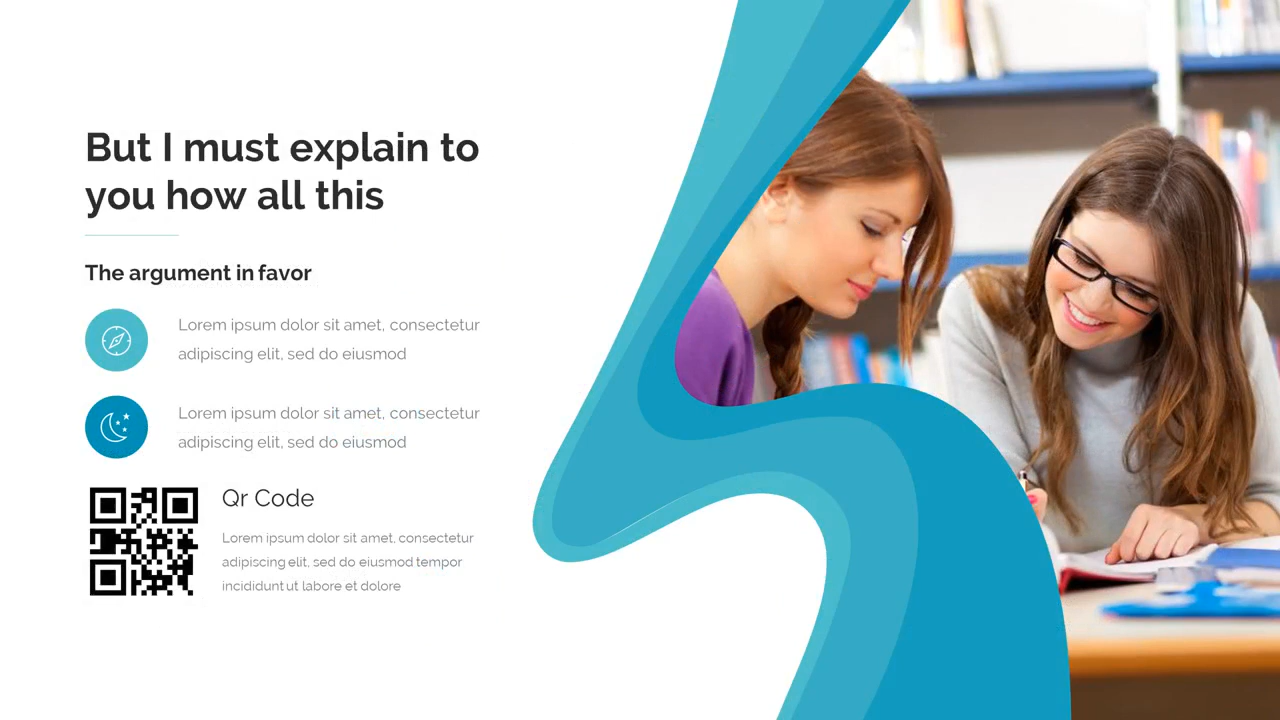 But I must explain to
you how all this
The argument in favor
Lorem ipsum dolor sit amet, consectetur
adipiscing elit, sed do eiusmod
Lorem ipsum dolor sit amet, consectetur
adipiscing elit, sed do eiusmod
Qr Code
Lorem ipsum dolor sit amet, consectetur
adipiscing elit, sed do eiusmod tempor
incididunt ut labore et dolore